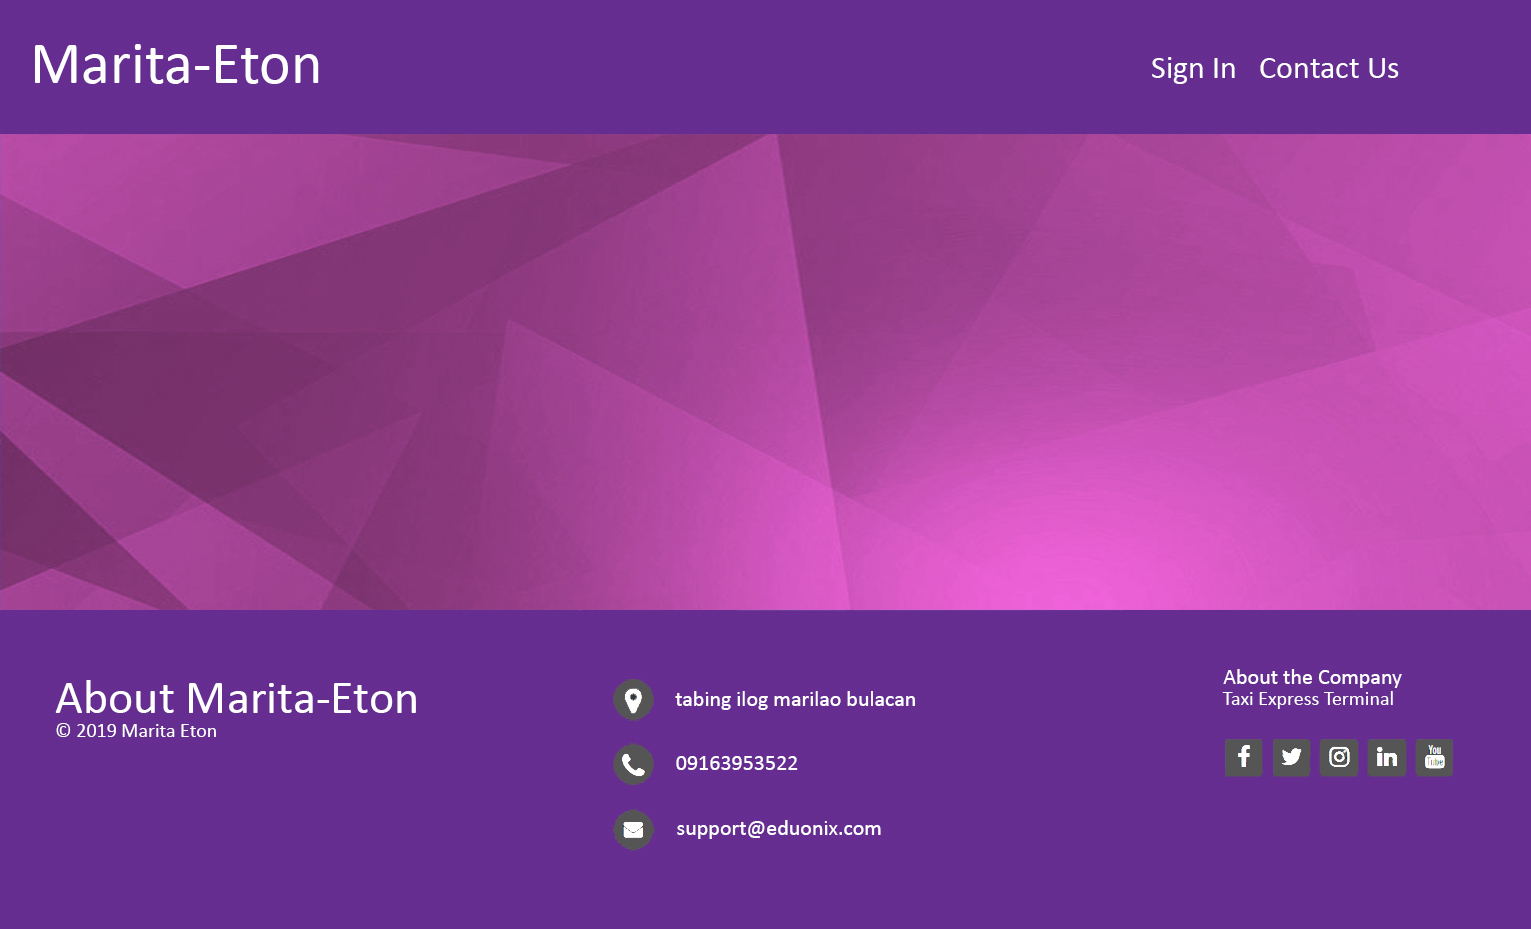 Marita-Eton
Sign In Contact Us
About Marita-Eton
© 2019 Marita Eton
tabing ilog marilao bulacan
09163953522
support@eduonix.com
About the Company
Taxi Express Terminal
f
in
You
Tube